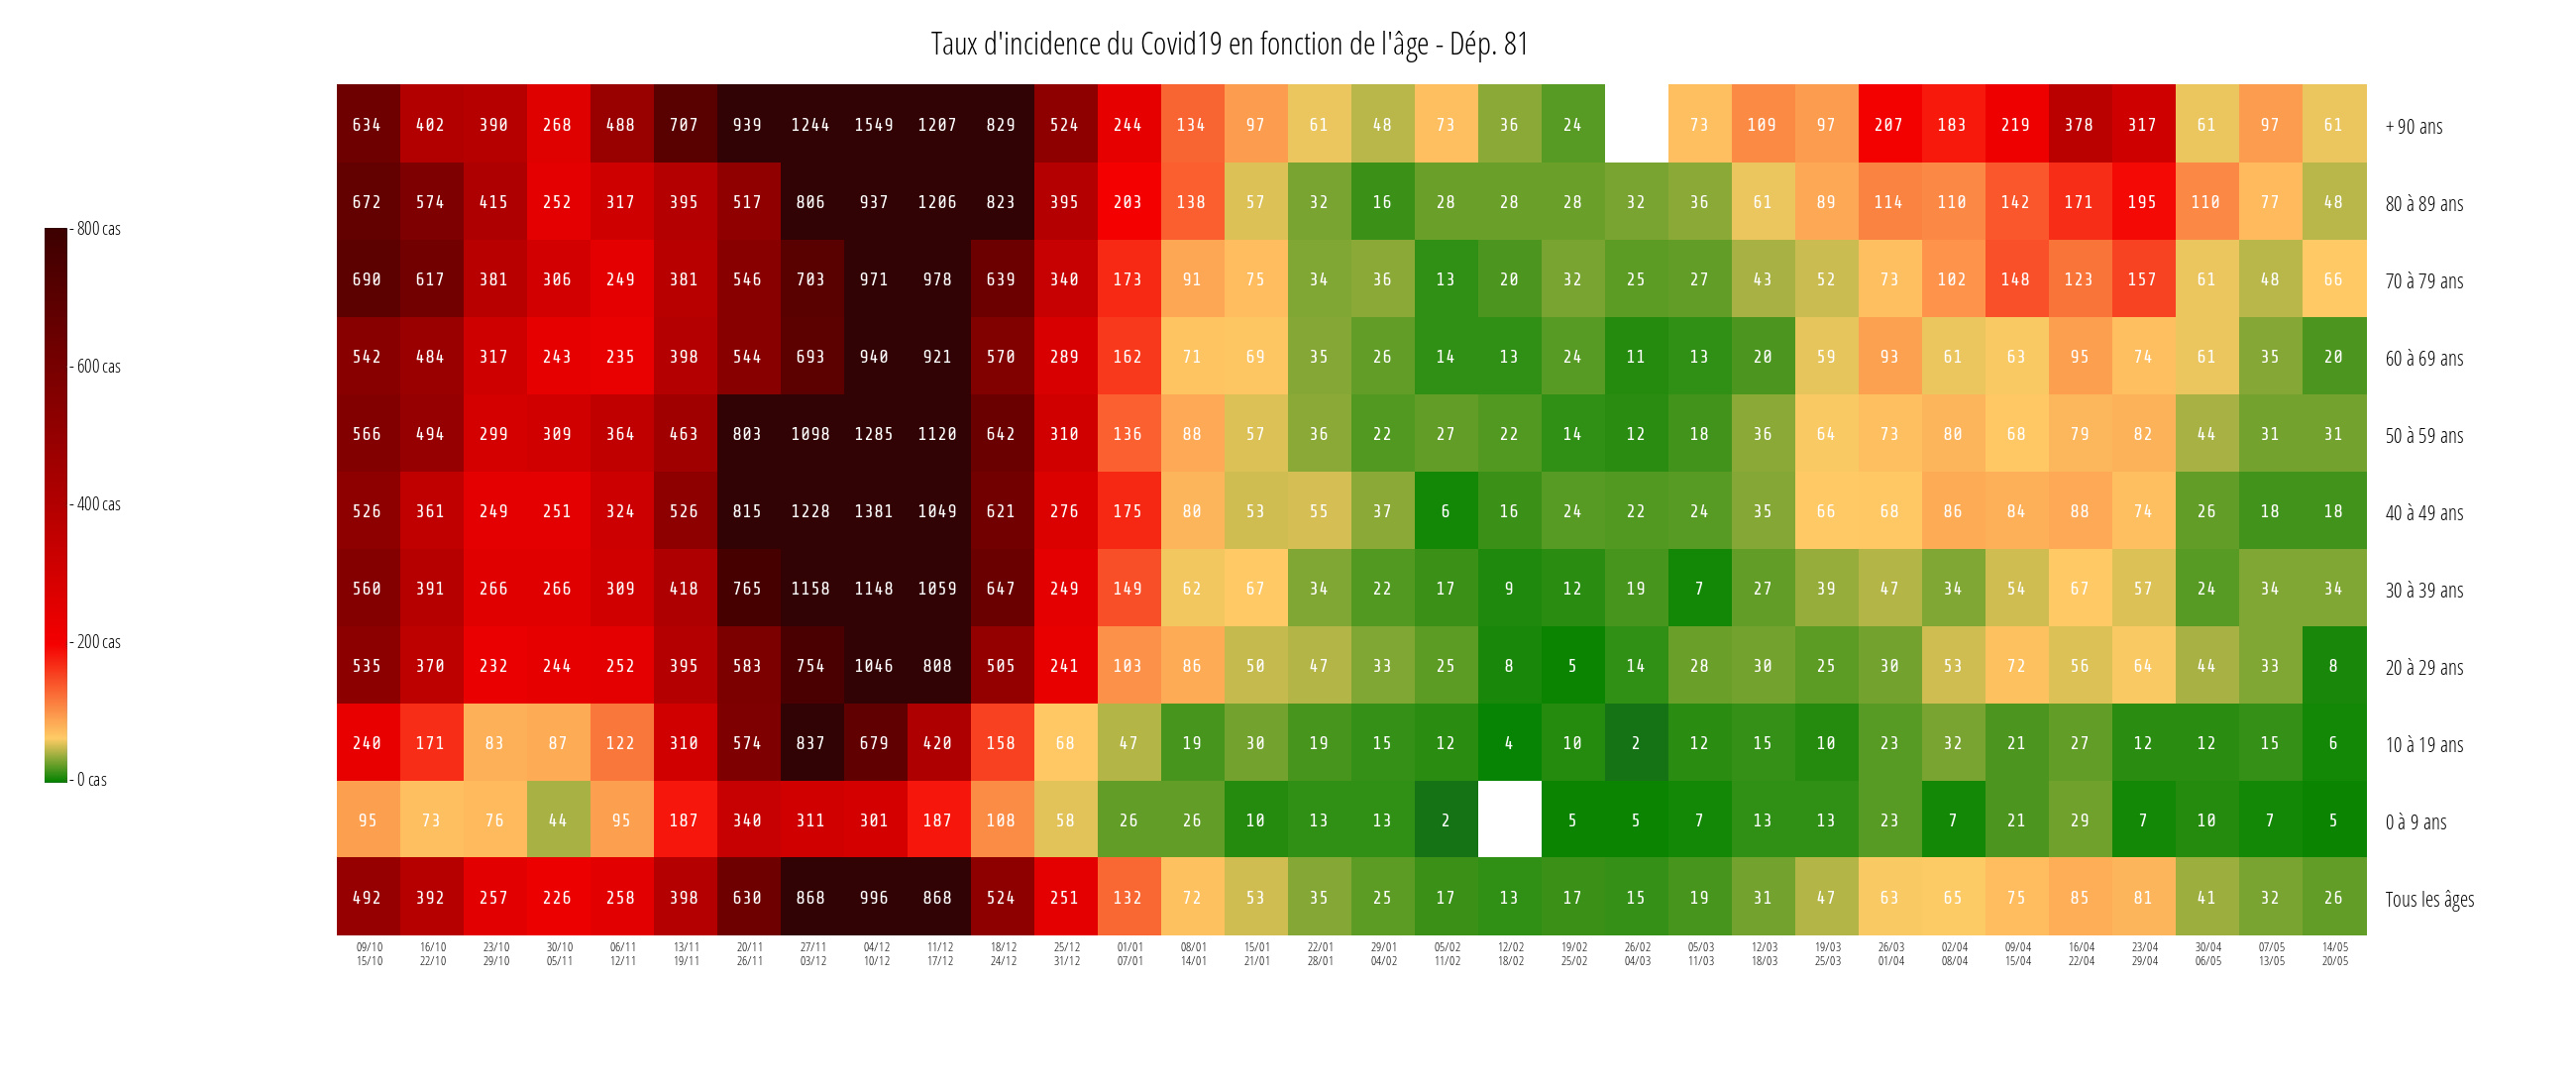 Taux d'incidence du Covid19 en fonction de l'âge - Dép. 81
- 800 cas
- 600 cas
- 400 cas
- 200 cas
- 0 cas
634 402 390 268 488 707 939 1244 1549 1207 829 524 244 134 97 61 48 73 36 24 73 109 97 207 183 219 378 317 61 97 61 + 90 ans
672 574 415 252 317 395 517 806 937 1206 823 395 203 138 57 32 16 28 28 28 32 36 61 89 114 110 142 171 195 110 77 48 80 à 89 ans
690 617 381 306 249 381 546 703 971 978 639 340 173 91 75 34 36 13 20 32 25 27 43 52 73 102 148 123 157 61 48 66 70 à 79 ans
542 484 317 243 235 398 544 693 940 921 570 289 162 71 69 35 26 14 13 24 11 13 20 59 93 61 63 95 74 61 35 20 60 à 69 ans
566 494 299 309 364 463 803 1098 1285 1120 642 310 136 88 57 36 22 27 22 14 12 18 36 64 73 80 68 79 82 44 31 31 50 à 59 ans
526 361 249 251 324 526 815 1228 1381 1049 621 276 175 80 53 55 37 6 16 24 22 24 35 66 68 86 84 88 74 26 18 18 40 à 49 ans
560 391 266 266 309 418 765 1158 1148 1059 647 249 149 62 67 34 22 17 9 12 19 7 27 39 47 34 54 67 57 24 34 34 30 à 39 ans
535 370 232 244 252 395 583 754 1046 808 505 241 103 86 50 47 33 25 8 5 14 28 30 25 30 53 72 56 64 44 33 8 20 à 29 ans
240 171 83 87 122 310 574 837 679 420 158 68 47 19 30 19 15 12 4 10 2 12 15 10 23 32 21 27 12 12 15 6 10 à 19 ans
95 73 76 44 95 187 340 311 301 187 108 58 26 26 10 13 13 2 5 5 7 13 13 23 7 21 29 7 10 7 5 0 à 9 ans
492 392 257 226 258 398 630 868 996 868 524 251 132 72 53 35 25 17 13 17 15 19 31 47 63 65 75 85 81 41 32 26 Tous les âges
09/10 16/10 23/10 30/10 06/11 13/11 20/11 27/11 04/12 11/12 18/12 25/12 01/01 08/01 15/01 22/01 29/01 05/02 12/02 19/02 26/02 05/03 12/03 19/03 26/03 02/04 09/04 16/04 23/04 30/04 07/05 14/05
15/10 22/10 29/10 05/11 12/11 19/11 26/11 03/12 10/12 17/12 24/12 31/12 07/01 14/01 21/01 28/01 04/02 11/02 18/02 25/02 04/03 11/03 18/03 25/03 01/04 08/04 15/04 22/04 29/04 06/05 13/05 20/05